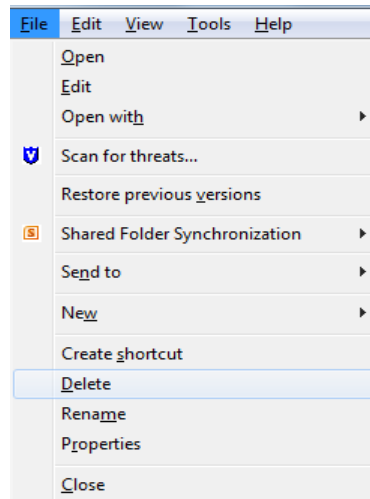 File Edit View Tools Help
Open
Edit
Open with
Scan for threats...
Restore previous versions
Shared Folder Synchronization
Send to
New
Create shortcut
Delete
Rename
Properties
Close